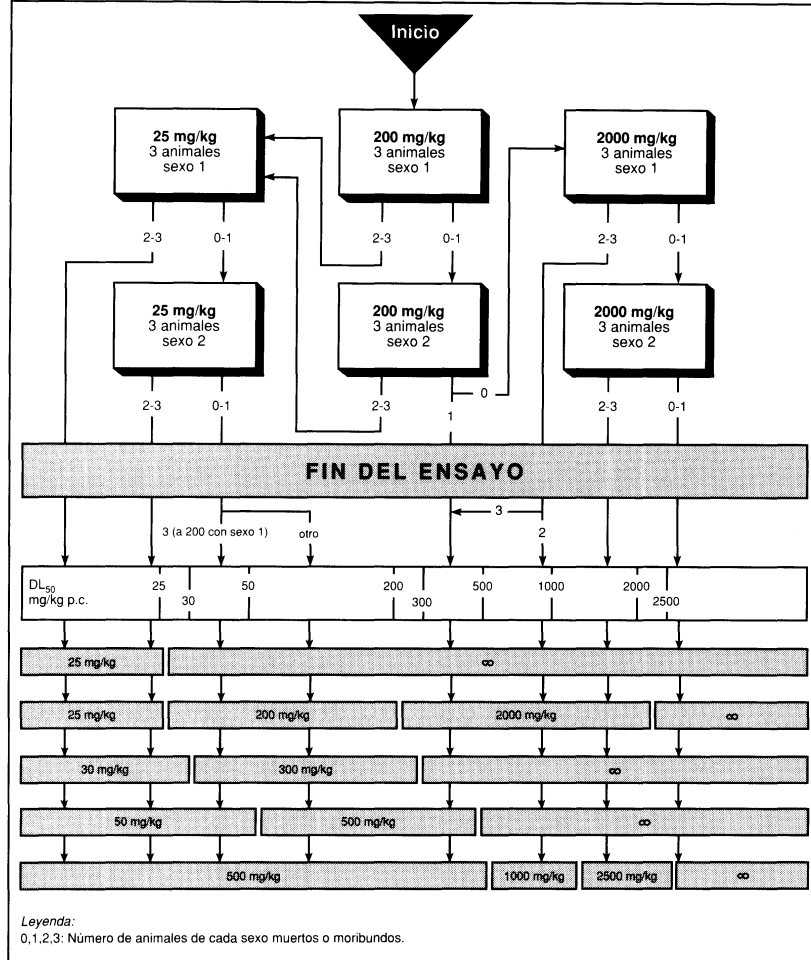 Inicio
25 mg/kg
3 animales
sexo 1
200 mg/kg
3 animales
sexo 1
2000 mg/kg
3 animales
sexo 1
2-3
0-1
2-3
0-1
2-3
0-1
25 mg/kg
3 animales
sexo 2
200 mg/kg
3 animales
sexo 2
2000 mg/kg
3 animales
sexo 2
2-3
0-1
2-3
1
0
2-3
0-1
FIN DEL ENSAYO
3 (a 200 con sexo 1)
otro
3
2
DL50
mg/kg p.c.
25
30
50
200
300
500
1000
2000
2500
25 mg/kg
∞
25 mg/kg
200 mg/kg
2000 mg/kg
∞
30 mg/kg
300 mg/kg
∞
50 mg/kg
500 mg/kg
∞
500 mg/kg
1000 mg/kg
2500 mg/kg
∞
Leyenda:
0,1,2,3: Número de animales de cada sexo muertos o moribundos.